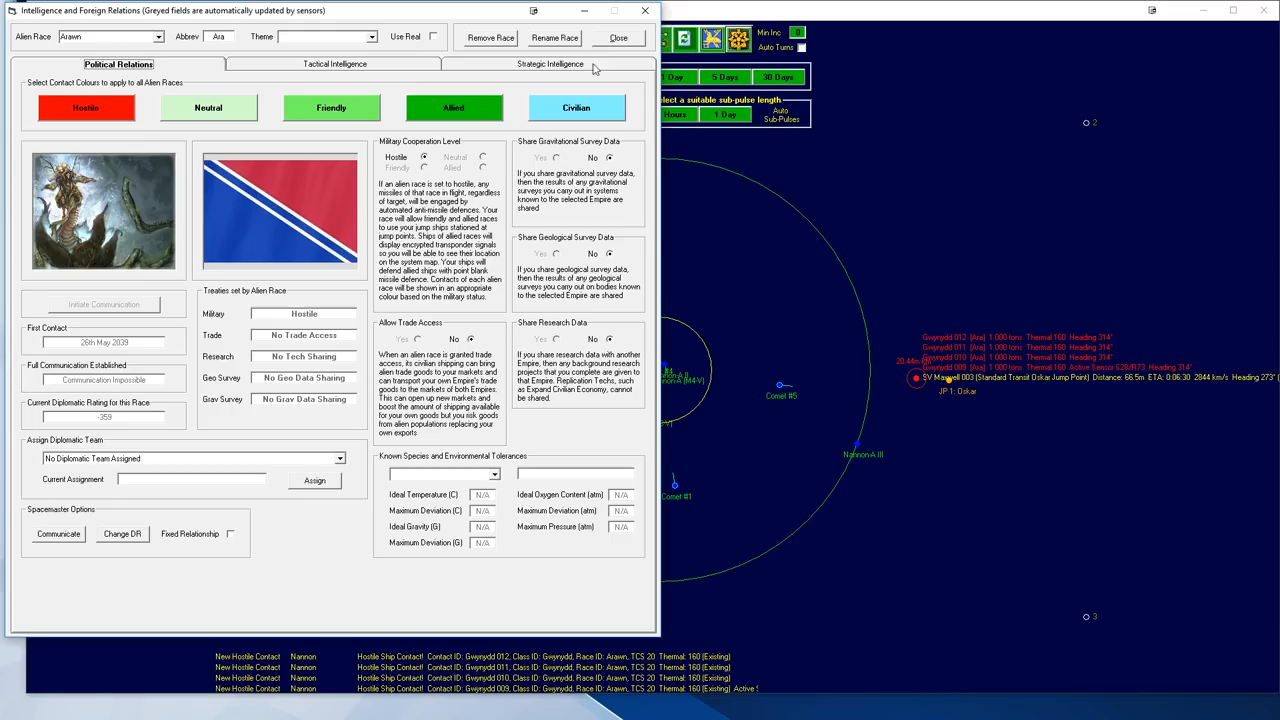 Intelligence and Foreign Relations (Greyed fields are automatically updated by sensors)
Alien Race
Arawn
Abbrev
Ara
Theme
Use Real
Remove Race
Rename Race
Close
Min Inc
0
Auto Turns
Political Relations
Tactical Intelligence
Strategic Intelligence
1 Day
5 Days
30 Days
Select Contact Colours to apply to all Alien Races
Hostile
Neutral
Friendly
Allied
Civilian
elect a suitable sub-pulse length
Hours
1 Day
Auto
Sub-Pulses
Military Cooperation Level
Hostile
Neutral
Friendly
Allied
If an alien race is set to hostile, any
missiles of that race in flight, regardless
of target, will be engaged by
automated anti-missile defences. Your
race will allow friendly and allied races
to use your jump ships stationed at
jump points. Ships of allied races will
display encrypted transponder signals
so you will be able to see their location
on the system map. Your ships will
defend allied ships with point blank
missile defence. Contacts of each alien
race will be shown in an appropriate
colour based on the military status.
Share Gravitational Survey Data
Yes
No
If you share gravitational survey data,
then the results of any gravitational
surveys you carry out in systems
known to the selected Empire are
shared
Share Geological Survey Data
Yes
No
If you share geological survey data,
then the results of any geological
surveys you carry out on bodies known
to the selected Empire are shared
Initiate Communication
First Contact
26th May 2039
Full Communication Established
Communication Impossible
Current Diplomatic Rating for this Race
-359
Treaties set by Alien Race
Military
Hostile
Trade
No Trade Access
Research
No Tech Sharing
Geo Survey
No Geo Data Sharing
Grav Survey
No Grav Data Sharing
Allow Trade Access
Yes
No
When an alien race is granted trade
access, its civilian shipping can bring
alien trade goods to your markets and
can transport your own Empire's trade
goods to the markets of both Empires.
This can open up new markets and
boost the amount of shipping available
for your own goods but you risk goods
from alien populations replacing your
own exports
Share Research Data
Yes
No
If you share research data with another
Empire, then any research research
projects that you complete are given to
that Empire. Replication Techs, such
as Expand Civilian Economy, cannot
be shared.
Assign Diplomatic Team
No Diplomatic Team Assigned
Current Assignment
Assign
Spacemaster Options
Communicate
Change DR
Fixed Relationship
Known Species and Environmental Tolerances
Ideal Temperature (C)
N/A
Ideal Oxygen Content (atm)
N/A
Maximum Deviation (C)
N/A
Maximum Deviation (atm)
N/A
Ideal Gravity (G)
N/A
Maximum Pressure (atm)
N/A
Maximum Deviation (G)
N/A
2
Gwynydd 012 [Ara] 1 000 tons Thermal 160 Heading 314°
Gwynydd 011 [Ara] 1 000 tons Thermal 160 Heading 314°
Gwynydd 010 [Ara] 1 000 tons Thermal 160 Heading 314°
Gwynydd 009 [Ara] 1 000 tons Thermal 160 Active Sensor S28/R73 Heading 314°
SV Maxwell 003 (Standard Transit Oskar Jump Point) Distance: 66.5m ETA: 0:06:30 2844 km/s Heading 273°
JP 1: Oskar
Comet #5
Nannon-A III
Comet #1
3
New Hostile Contact Nannon Hostile Ship Contact! Contact ID: Gwynydd 012, Class ID: Gwynydd, Race ID: Arawn, TCS 20 Thermal: 160 (Existing)
New Hostile Contact Nannon Hostile Ship Contact! Contact ID: Gwynydd 011, Class ID: Gwynydd, Race ID: Arawn, TCS 20 Thermal: 160 (Existing)
New Hostile Contact Nannon Hostile Ship Contact! Contact ID: Gwynydd 010, Class ID: Gwynydd, Race ID: Arawn, TCS 20 Thermal: 160 (Existing)
New Hostile Contact Nannon Hostile Ship Contact! Contact ID: Gwynydd 009, Class ID: Gwynydd, Race ID: Arawn, TCS 20 Thermal: 160 (Existing) Active